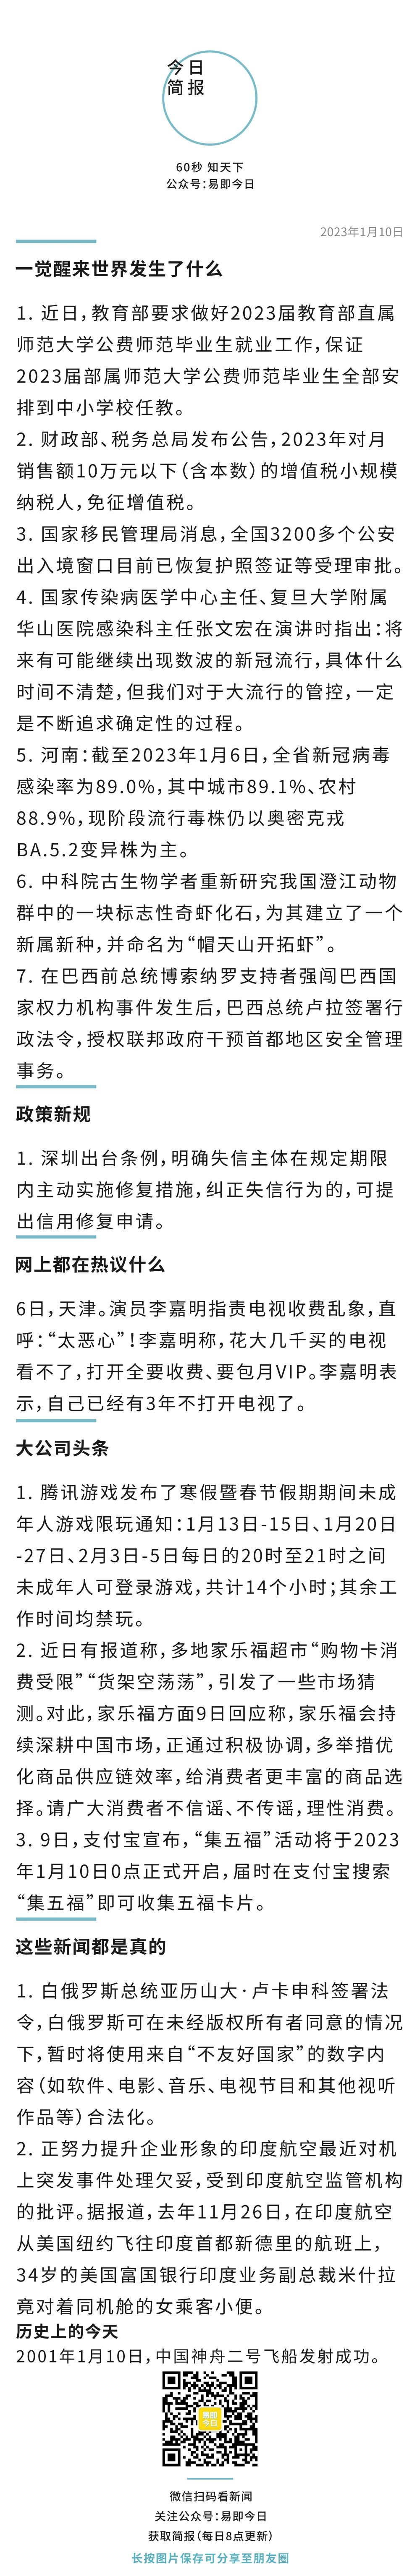 今日
简报
60秒 知天下
公众号：易即今日
2023年1月10日
一觉醒来世界发生了什么
1. 近日，教育部要求做好2023届教育部直属
师范大学公费师范毕业生就业工作，保证
2023届部属师范大学公费师范毕业生全部安
排到中小学校任教。
2. 财政部、税务总局发布公告，2023年对月
销售额10万元以下（含本数）的增值税小规模
纳税人，免征增值税。
3. 国家移民管理局消息，全国3200多个公安
出入境窗口目前已恢复护照签证等受理审批。
4. 国家传染病医学中心主任、复旦大学附属
华山医院感染科主任张文宏在演讲时指出：将
来有可能继续出现数波的新冠流行，具体什么
时间不清楚，但我们对于大流行的管控，一定
是不断追求确定性的过程。
5. 河南：截至2023年1月6日，全省新冠病毒
感染率为89.0%，其中城市89.1%、农村
88.9%，现阶段流行毒株仍以奥密克戎
BA.5.2变异株为主。
6. 中科院古生物学者重新研究我国澄江动物
群中的一块标志性奇虾化石，为其建立了一个
新属新种，并命名为“帽天山开拓虾”。
7. 在巴西前总统博索纳罗支持者强闯巴西国
家权力机构事件发生后，巴西总统卢拉签署行
政法令，授权联邦政府干预首都地区安全管理
事务。
政策新规
1. 深圳出台条例，明确失信主体在规定期限
内主动实施修复措施，纠正失信行为的，可提
出信用修复申请。
网上都在热议什么
6日，天津。演员李嘉明指责电视收费乱象，直
呼：“太恶心”！李嘉明称，花大几千买的电视
看不了，打开全要收费、要包月VIP。李嘉明表
示，自己已经有3年不打开电视了。
大公司头条
1. 腾讯游戏发布了寒假暨春节假期期间未成
年人游戏限玩通知：1月13日-15日、1月20日
-27日、2月3日-5日每日的20时至21时之间
未成年人可登录游戏，共计14个小时；其余工
作时间均禁玩。
2. 近日有报道称，多地家乐福超市“购物卡消
费受限”“货架空荡荡”，引发了一些市场猜
测。对此，家乐福方面9日回应称，家乐福会持
续深耕中国市场，正通过积极协调，多举措优
化商品供应链效率，给消费者更丰富的商品选
择。请广大消费者不信谣、不传谣，理性消费。
3. 9日，支付宝宣布，“集五福”活动将于2023
年1月10日0点正式开启，届时在支付宝搜索
“集五福”即可收集五福卡片。
这些新闻都是真的
1. 白俄罗斯总统亚历山大·卢卡申科签署法
令，白俄罗斯可在未经版权所有者同意的情况
下，暂时将使用来自“不友好国家”的数字内
容（如软件、电影、音乐、电视节目和其他视听
作品等）合法化。
2. 正努力提升企业形象的印度航空最近对机
上突发事件处理欠妥，受到印度航空监管机构
的批评。据报道，去年11月26日，在印度航空
从美国纽约飞往印度首都新德里的航班上，
34岁的美国富国银行印度业务副总裁米什拉
竟对着同机舱的女乘客小便。
历史上的今天
2001年1月10日，中国神舟二号飞船发射成功。
易即
今日
微信扫码看新闻
关注公众号：易即今日
获取简报（每日8点更新）
长按图片保存可分享至朋友圈